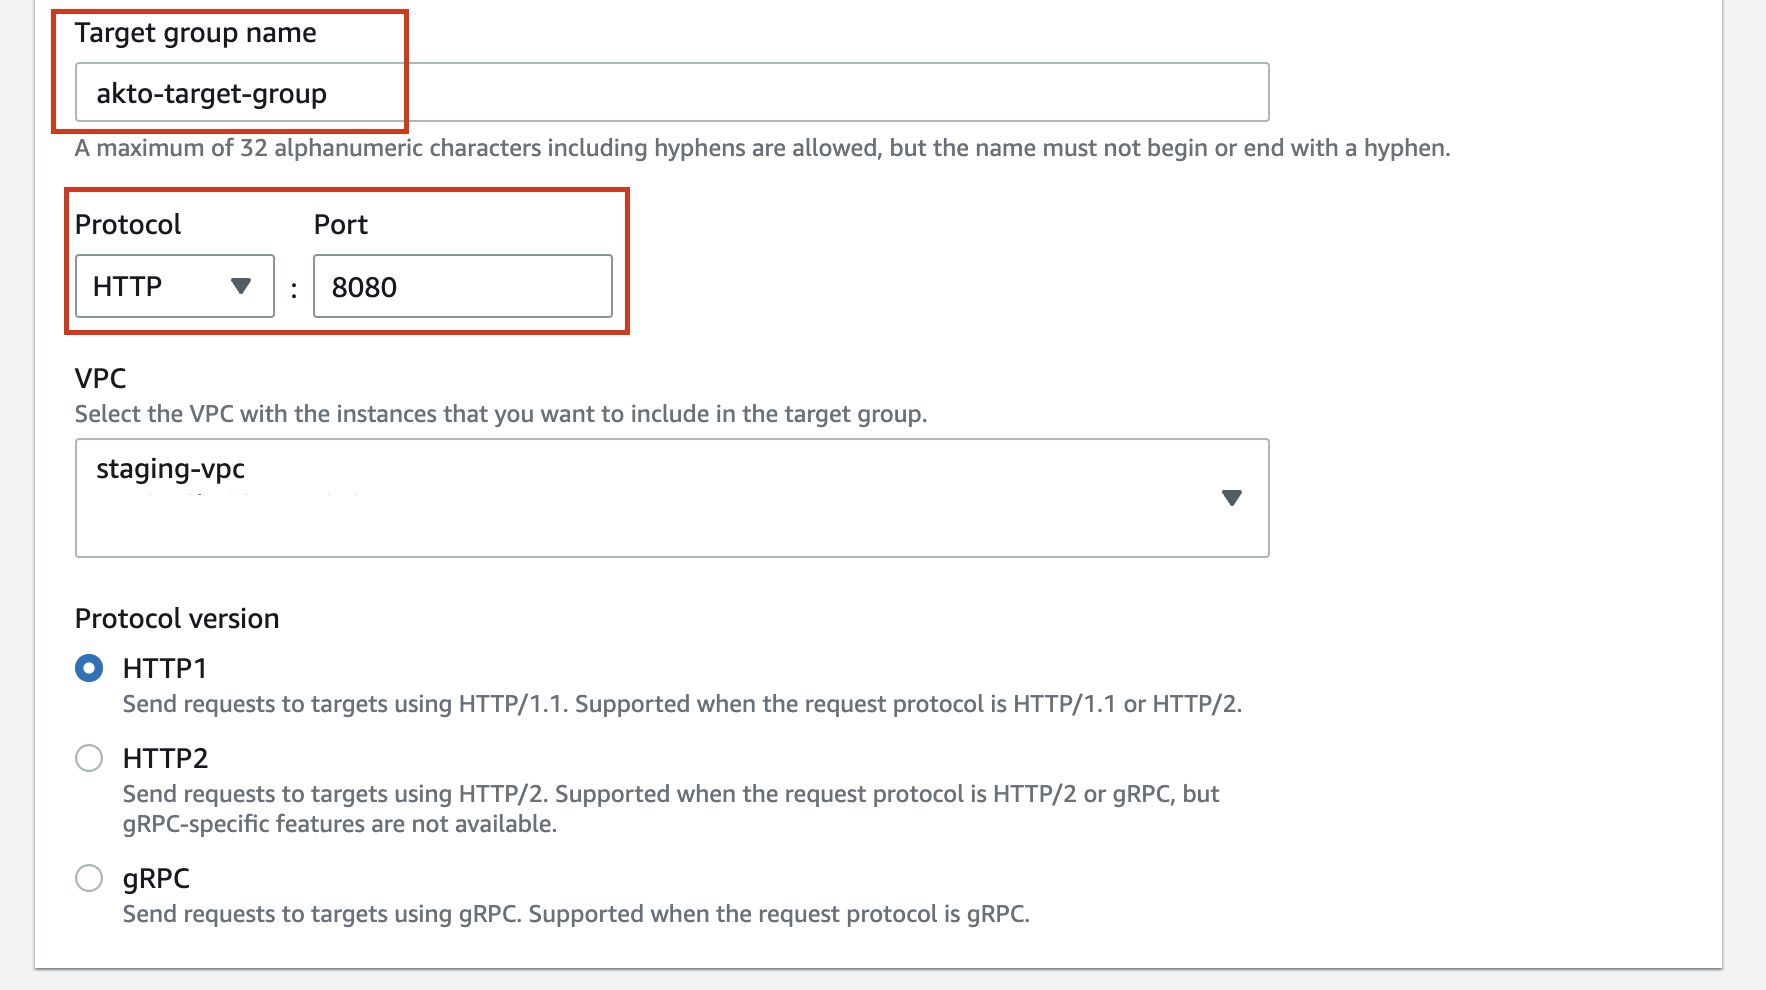 Target group name
akto-target-group
A maximum of 32 alphanumeric characters including hyphens are allowed, but the name must not begin or end with a hyphen.
Protocol Port
HTTP : 8080
VPC
Select the VPC with the instances that you want to include in the target group.
staging-vpc
Protocol version
HTTP1
Send requests to targets using HTTP/1.1. Supported when the request protocol is HTTP/1.1 or HTTP/2.
HTTP2
Send requests to targets using HTTP/2. Supported when the request protocol is HTTP/2 or gRPC, but
gRPC-specific features are not available.
gRPC
Send requests to targets using gRPC. Supported when the request protocol is gRPC.